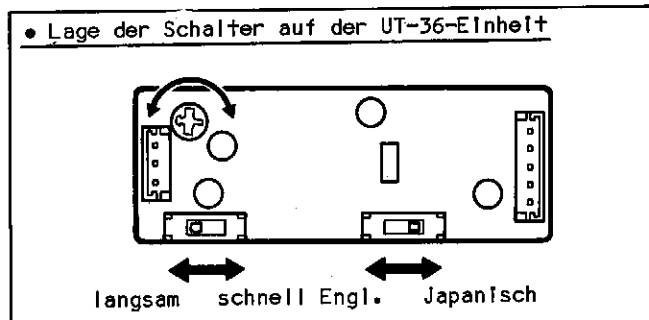 • Lage der Schalter auf der UT-36-Einheit
langsam schnell Engl. Japanisch